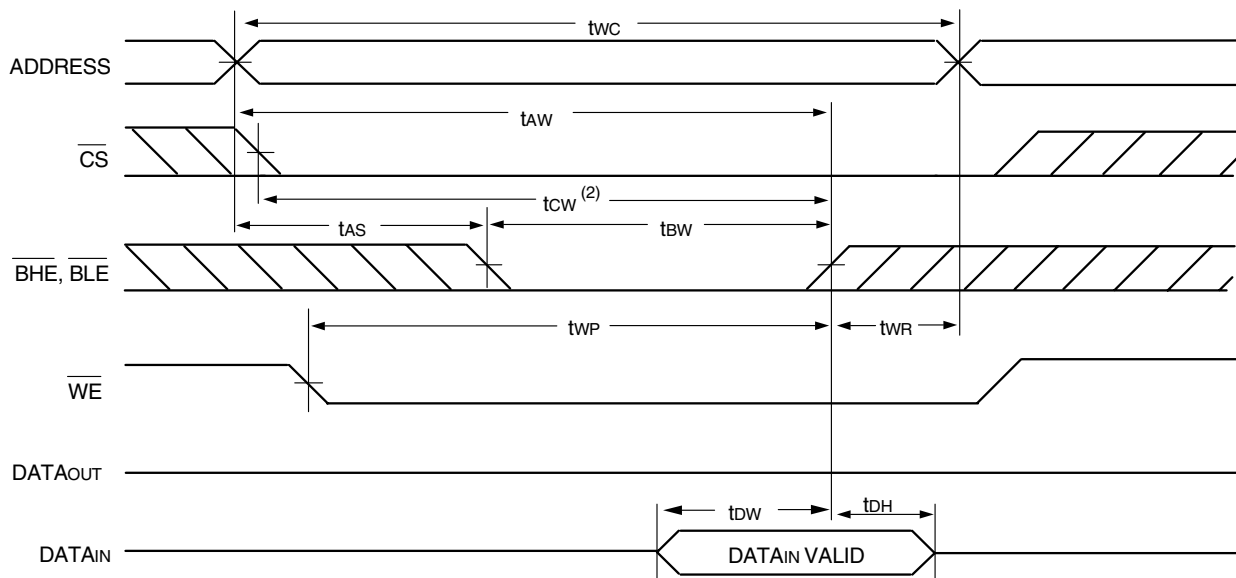 tWC
ADDRESS
tAW
CS
tCW (2)
tAS
tBW
BHE, BLE
tWP
tWR
WE
DATAOUT
tDW
tDH
DATAIN
DATAIN VALID